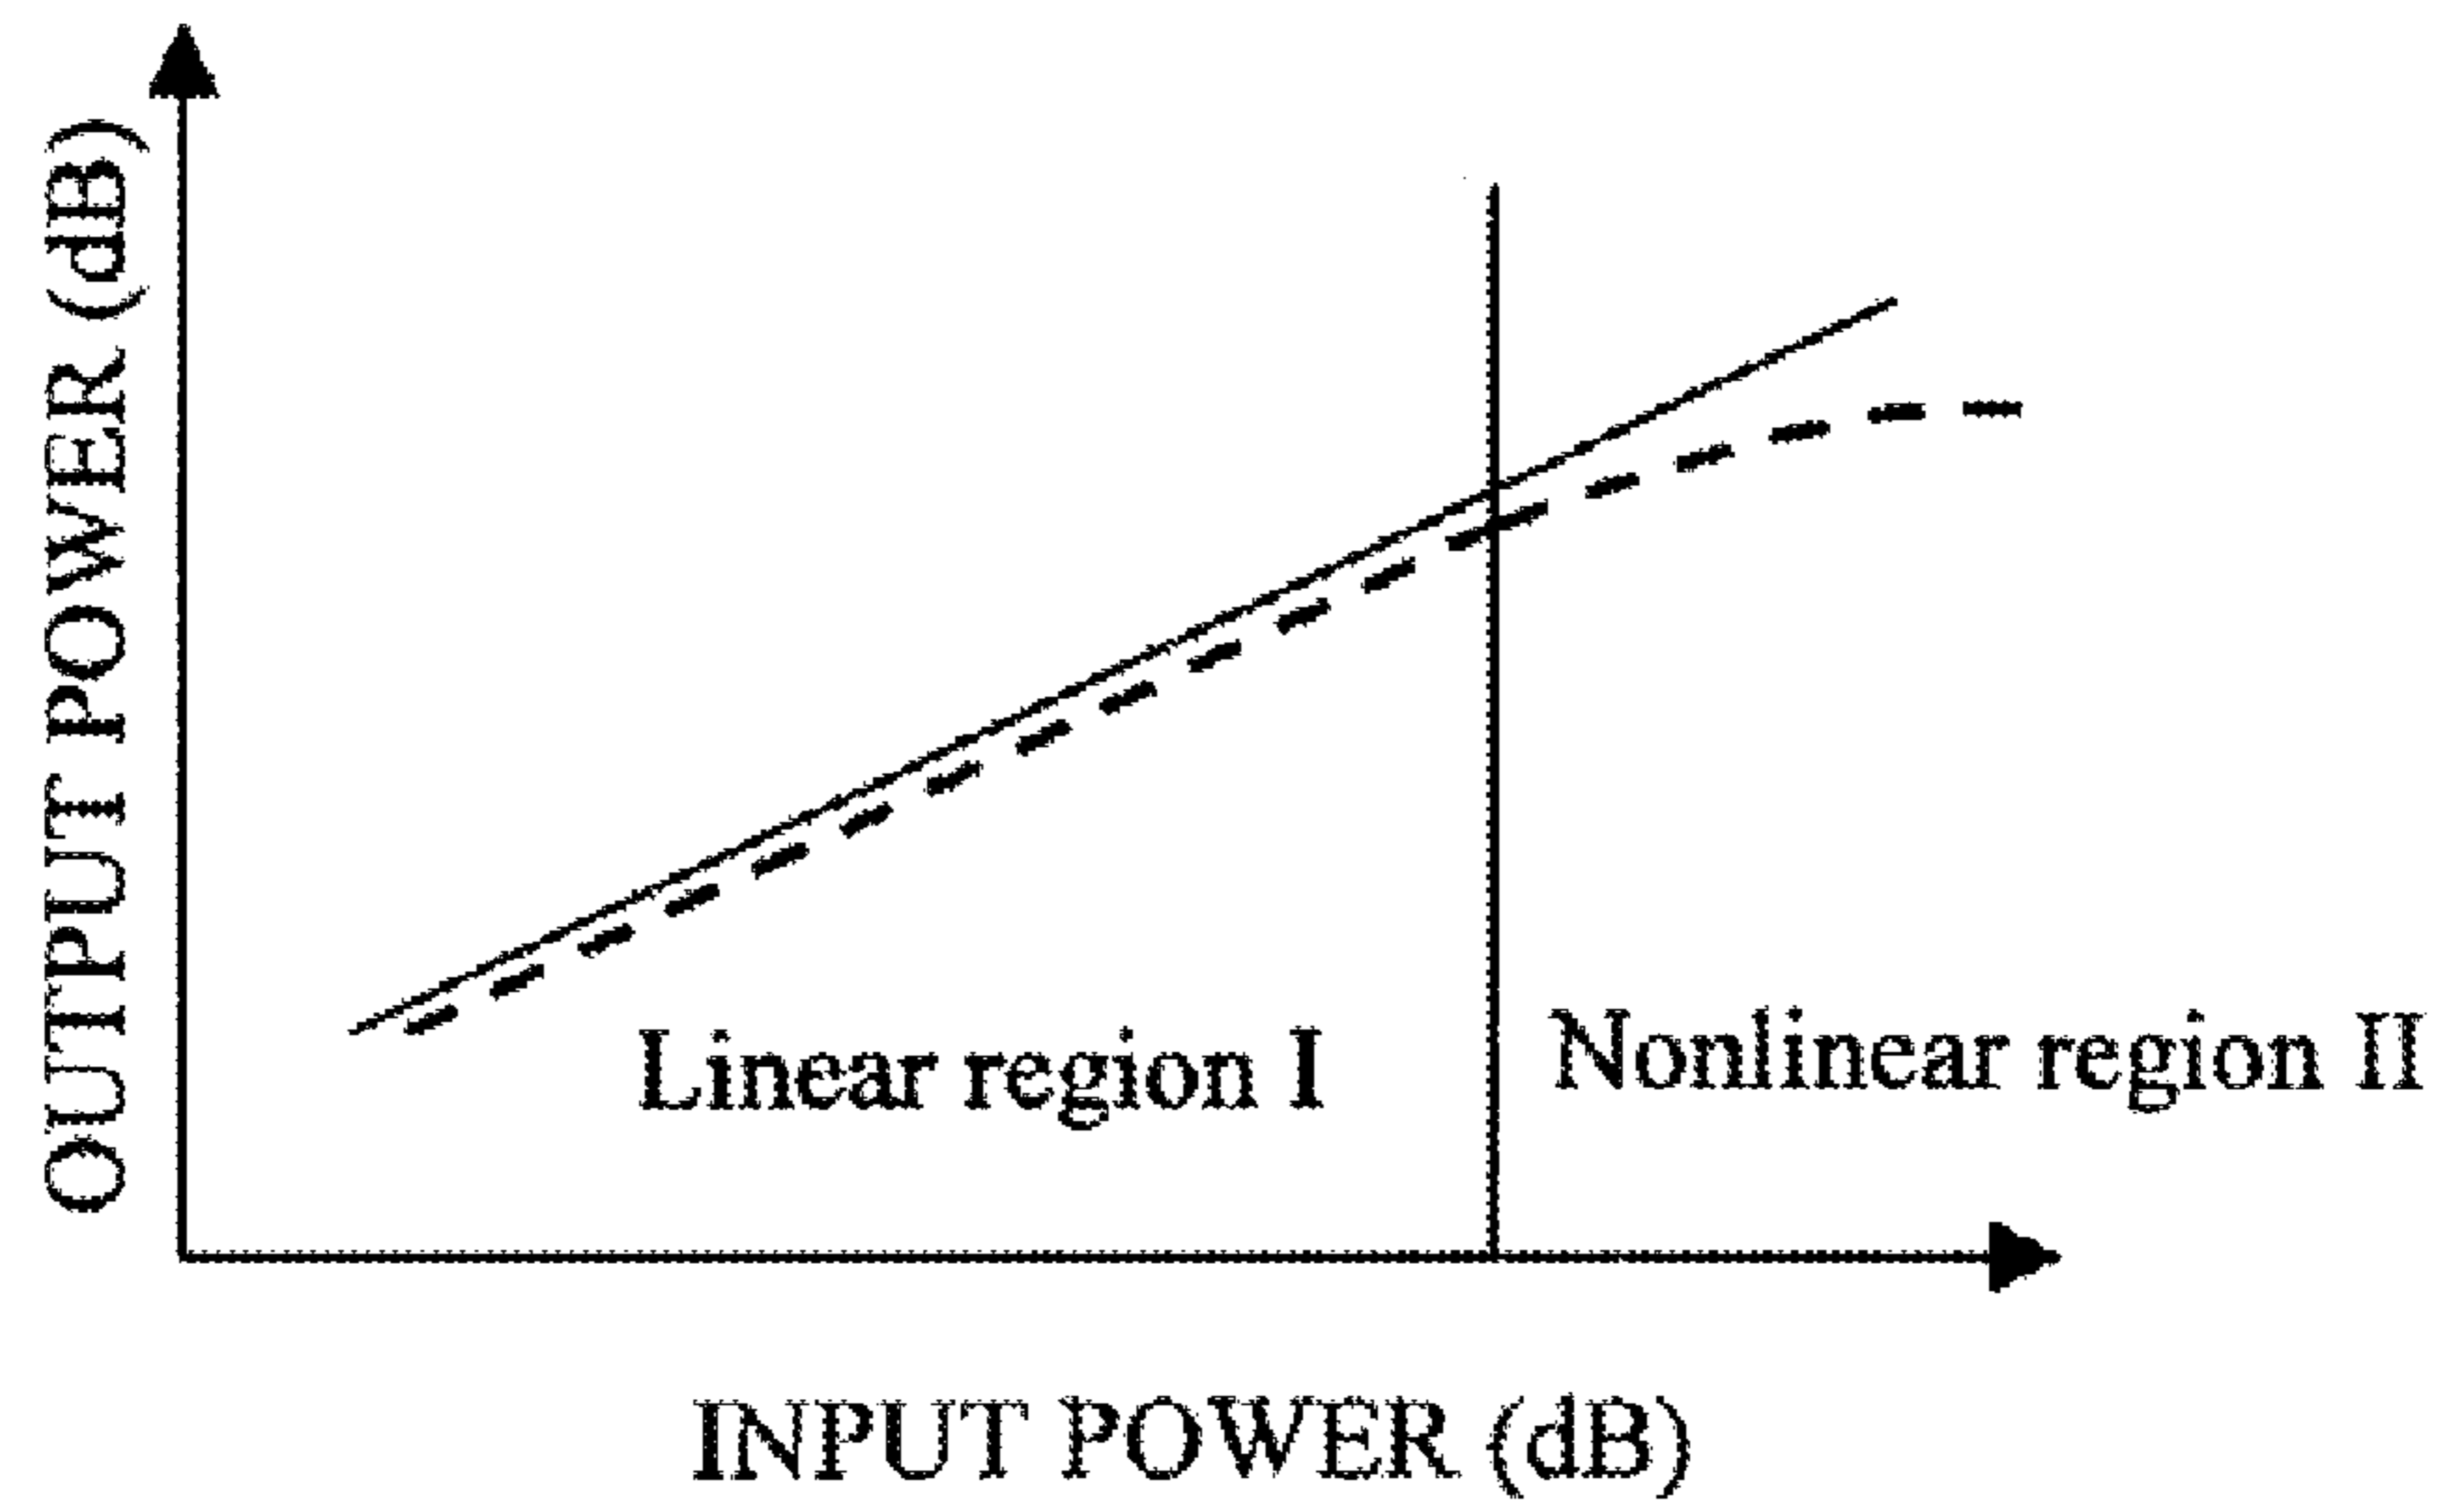 OUTPUT POWER (dB)
Linear region I
Nonlinear region II
INPUT POWER (dB)